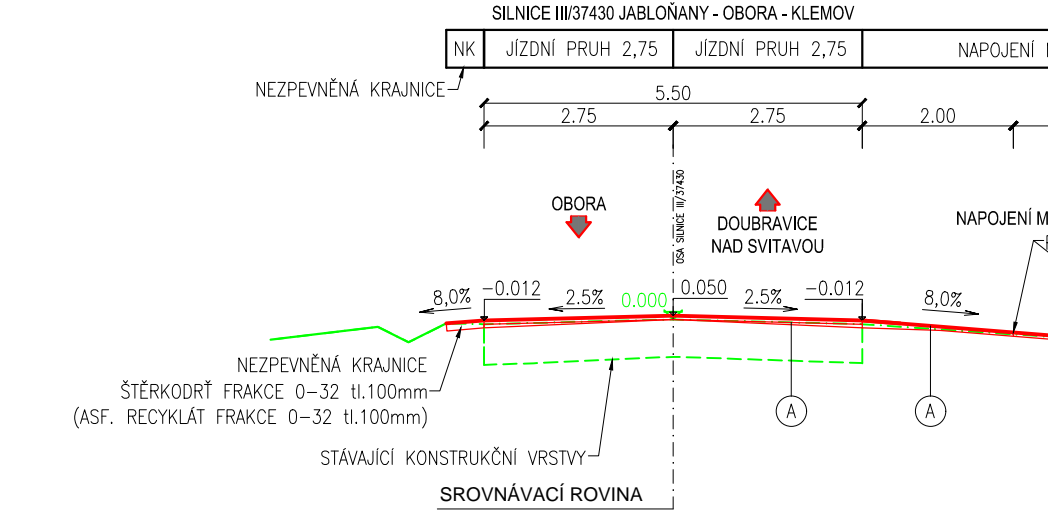 SILNICE III/37430 JABLOŇANY - OBORA - KLEMOV
NK
JÍZDNÍ PRUH 2,75
JÍZDNÍ PRUH 2,75
NAPOJENÍ
NEZPEVNĚNÁ KRAJNICE
5.50
2.75
2.75
2.00
OSA SILNICE III/37430
OBORA
DOUBRAVICE
NAD SVITAVOU
NAPOJENÍ M
8,0%
-0.012
2.5%
0.000
0.050
2.5%
-0.012
8,0%
NEZPEVNĚNÁ KRAJNICE
ŠTĚRKODRŤ FRAKCE 0-32 tl.100mm
(ASF. RECYKLÁT FRAKCE 0-32 tl.100mm)
A
A
STÁVAJÍCÍ KONSTRUKČNÍ VRSTVY
SROVNÁVACÍ ROVINA